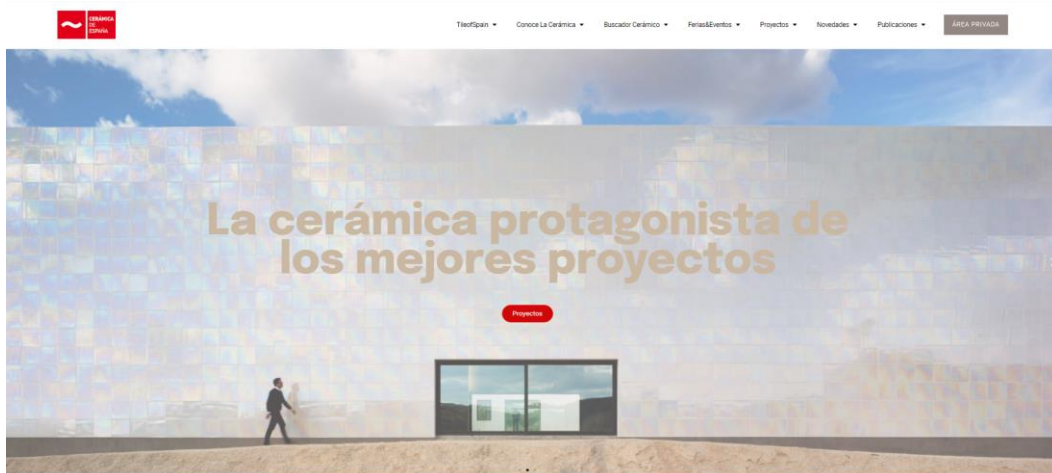 CERÁMICA
DE
ESPAÑA
TileofSpain
Conoce La Cerámica
Buscador Cerámico
Ferias&Eventos
Proyectos
Novedades
Publicaciones
ÁREA PRIVADA
La cerámica protagonista de
los mejores proyectos
Proyectos